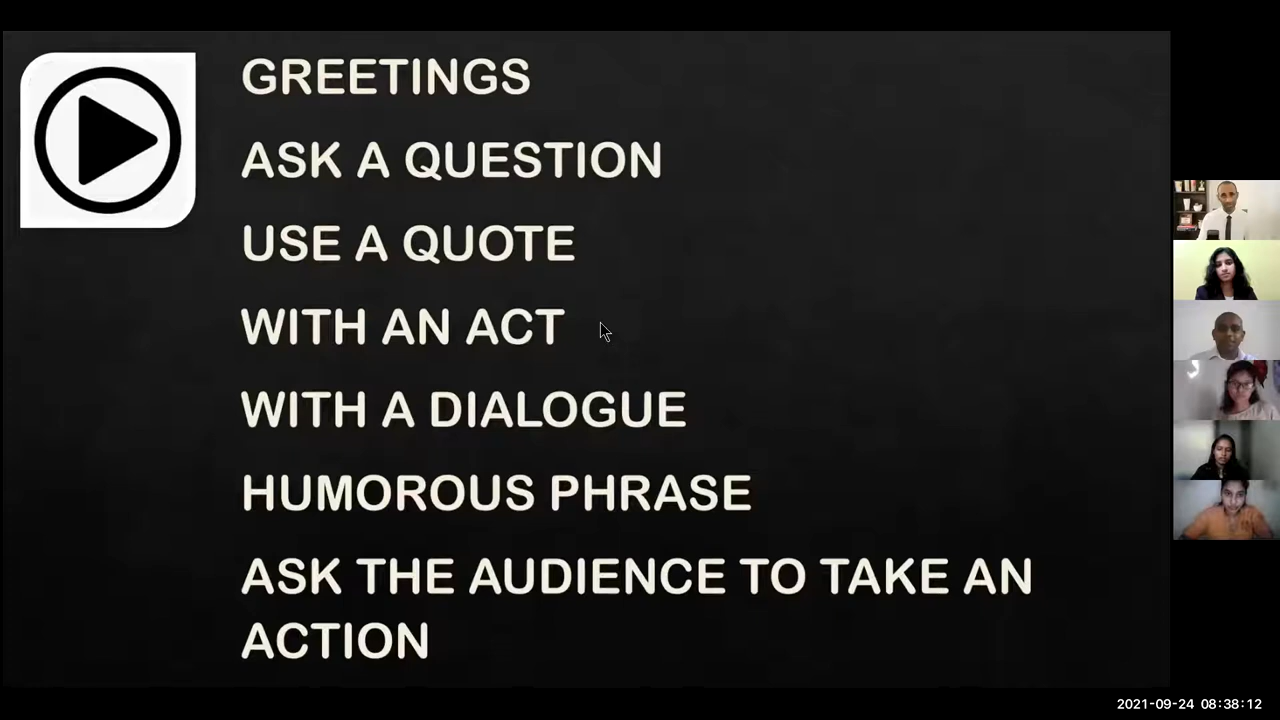 GREETINGS
ASK A QUESTION
USE A QUOTE
WITH AN ACT
WITH A DIALOGUE
HUMOROUS PHRASE
ASK THE AUDIENCE TO TAKE AN
ACTION
2021-09-24 08:38:12